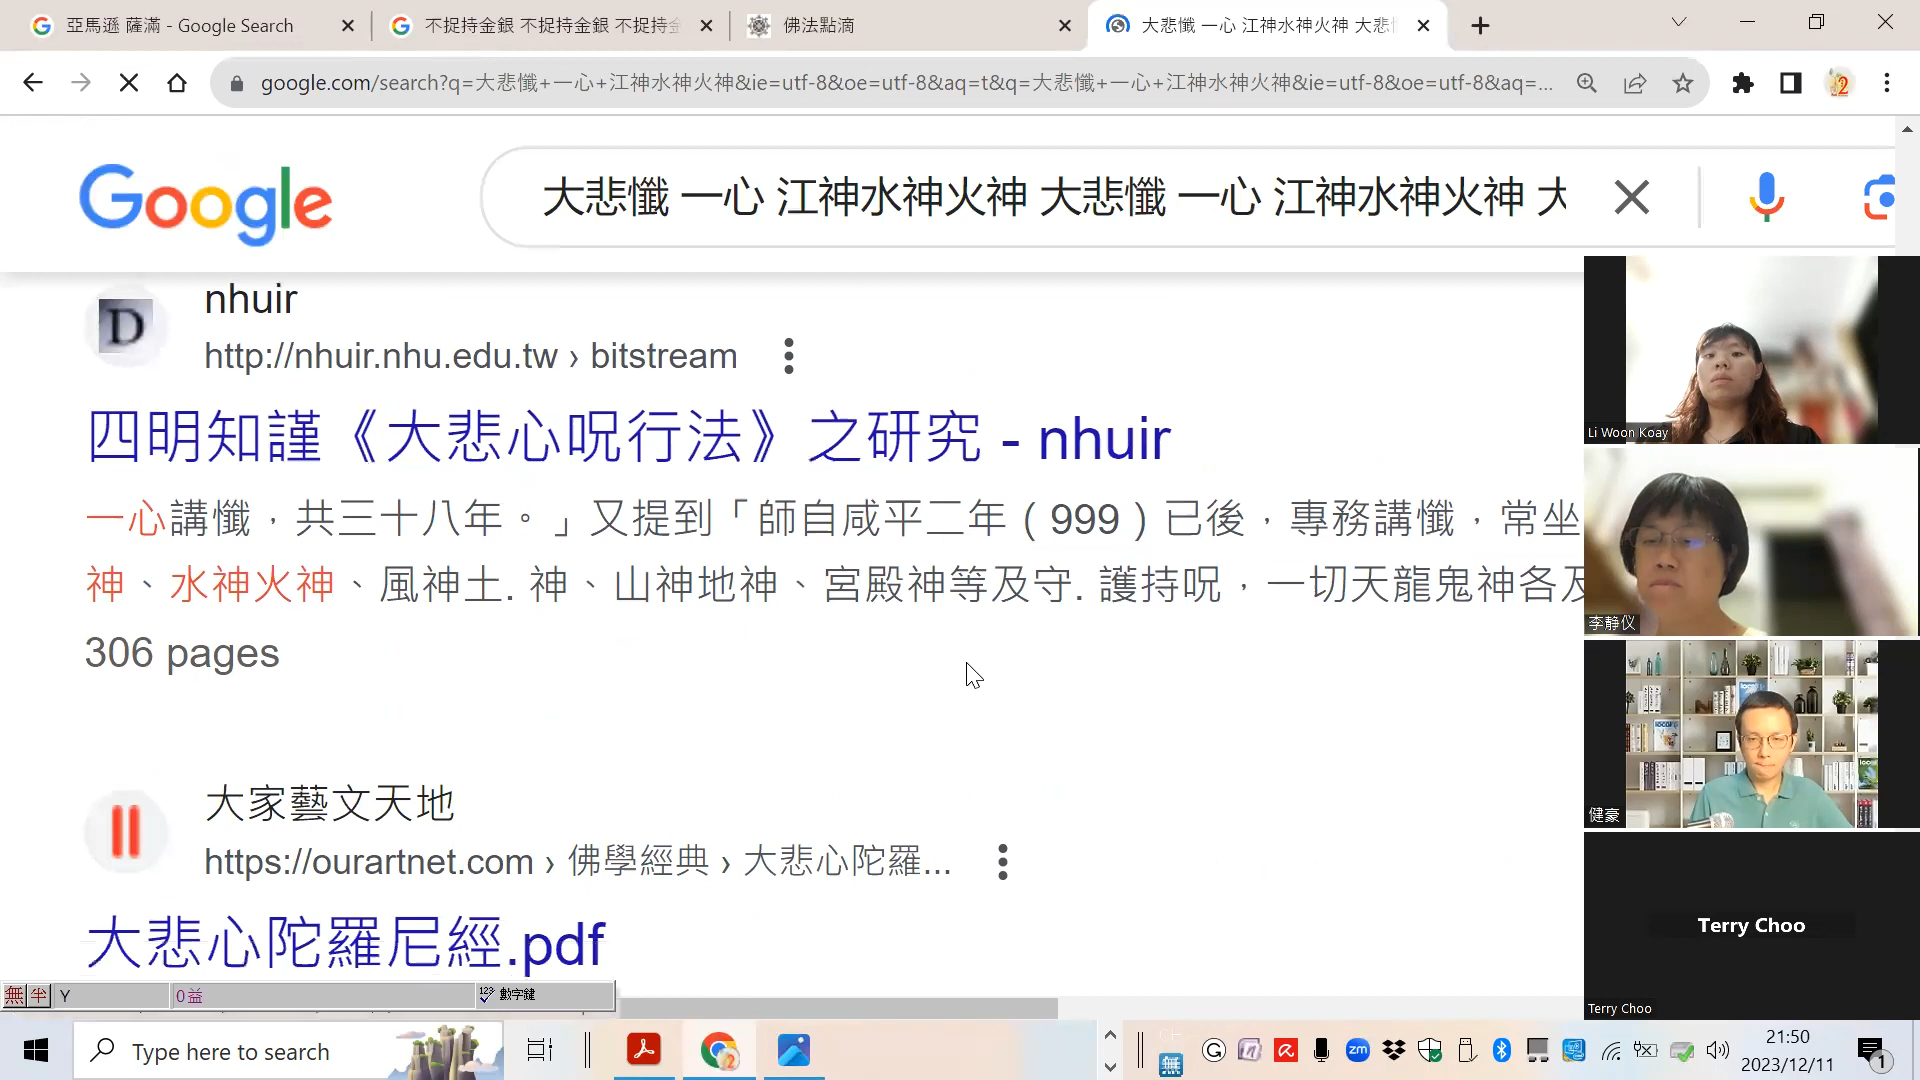 亞馬遜 薩滿 - Google Search
不捉持金銀 不捉持金銀 不捉持金
佛法點滴
大悲懺 一心 江神水神火神 大悲
google.com/search?q=大悲懺+一心+江神水神火神&ie=utf-8&oe=utf-8&aq=t&q=大悲懺+一心+江神水神火神&ie=utf-8&oe=utf-8&aq=...
Google
大悲懺 一心 江神水神火神 大悲懺 一心 江神水神火神 大
D
nhuir
http://nhuir.nhu.edu.tw › bitstream
四明知謹《大悲心呪行法》之研究 - nhuir
一心講懺，共三十八年。」又提到「師自咸平二年（999）已後，專務講懺，常坐
神、水神火神、風神土. 神、山神地神、宮殿神等及守. 護持呪，一切天龍鬼神各及
306 pages
大家藝文天地
https://ourartnet.com › 佛學經典 › 大悲心陀羅...
大悲心陀羅尼經.pdf
Li Woon Koay
李静仪
健豪
Terry Choo
Terry Choo
無 半 Y 0益 123 數字鍵
Type here to search
無
zm
21:50
2023/12/11
1